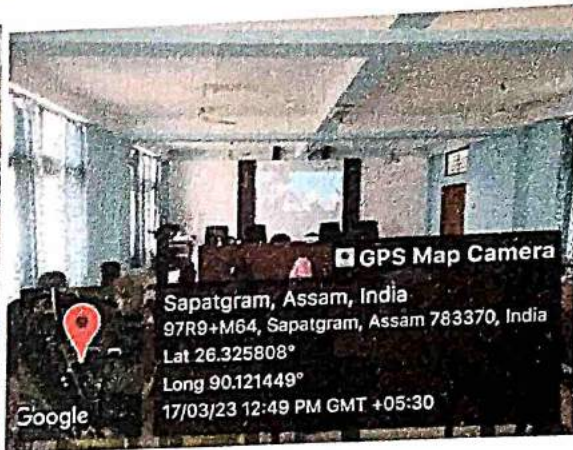 GPS Map Camera
Sapatgram, Assam, India
97R9+M64, Sapatgram, Assam 783370, India
Lat 26.325808°
Long 90.121449°
17/03/23 12:49 PM GMT +05:30
Google